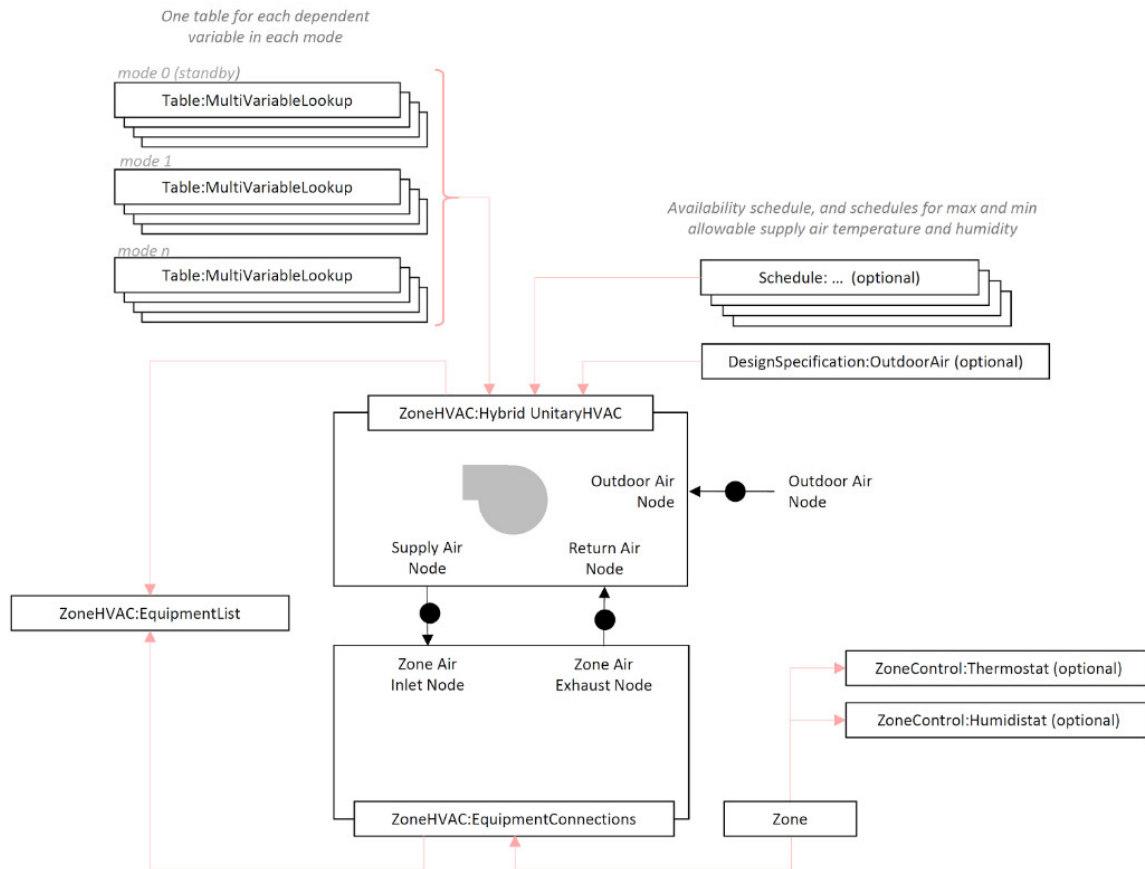 One table for each dependent
variable in each mode
mode 0 (standby)
Table:MultiVariableLookup
mode 1
Table:MultiVariableLookup
mode n
Table:MultiVariableLookup
Availability schedule, and schedules for max and min
allowable supply air temperature and humidity
Schedule: ... (optional)
DesignSpecification:OutdoorAir (optional)
ZoneHVAC:Hybrid UnitaryHVAC
Outdoor Air
Node
Outdoor Air
Node
Supply Air
Node
Return Air
Node
ZoneHVAC:EquipmentList
Zone Air
Inlet Node
Zone Air
Exhaust Node
ZoneControl:Thermostat (optional)
ZoneControl:Humidistat (optional)
ZoneHVAC:EquipmentConnections
Zone